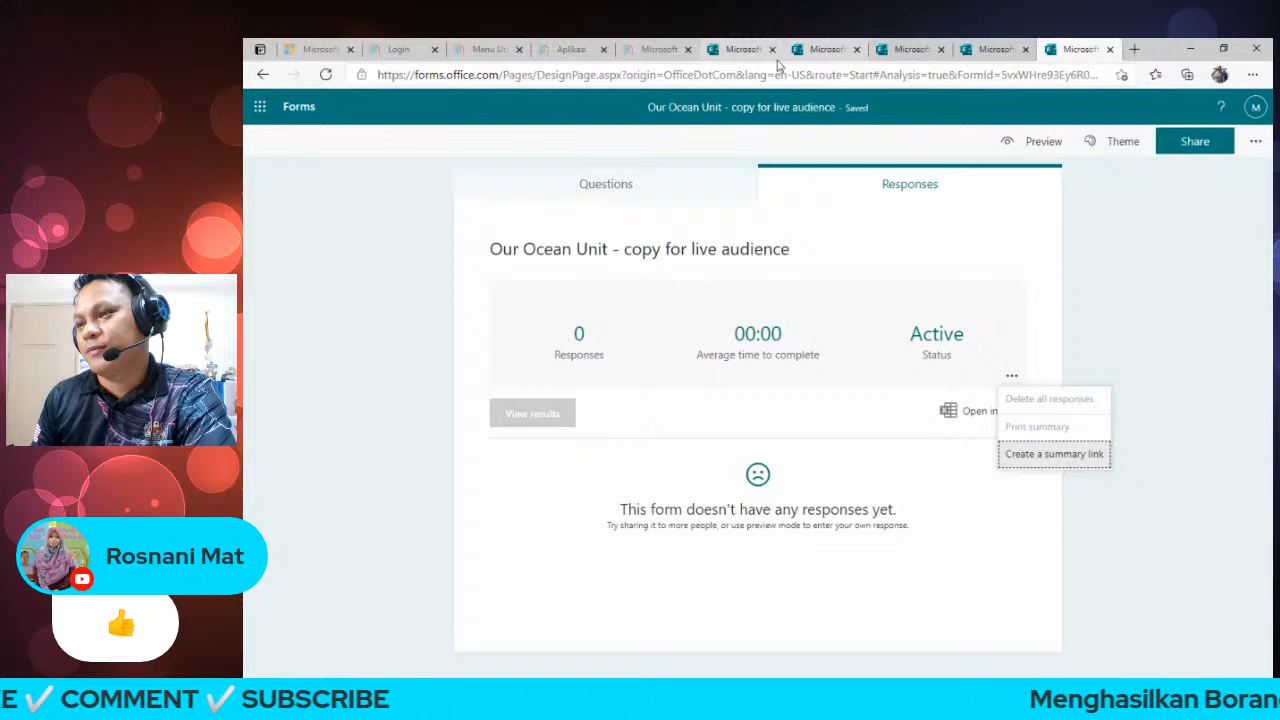 Microsoft
Login
Menu Ut
Aplikasi
Microsoft
Microsoft
Microsoft
Microsoft
Microsoft
Microsoft
https://forms.office.com/Pages/DesignPage.aspx?origin=OfficeDotCom&lang=en-US&route=Start#Analysis=true&FormId=5vxWHre93Ey6R0...
Forms
Our Ocean Unit - copy for live audience - Saved
?
M
Preview
Theme
Share
Questions
Responses
Our Ocean Unit - copy for live audience
0
00:00
Active
Responses
Average time to complete
Status
View results
Open in
Delete all responses
Print summary
Create a summary link
This form doesn't have any responses yet.
Try sharing it to more people, or use preview mode to enter your own response.
Rosnani Mat
👍
E ✔ COMMENT ✔ SUBSCRIBE
Menghasilkan Boran